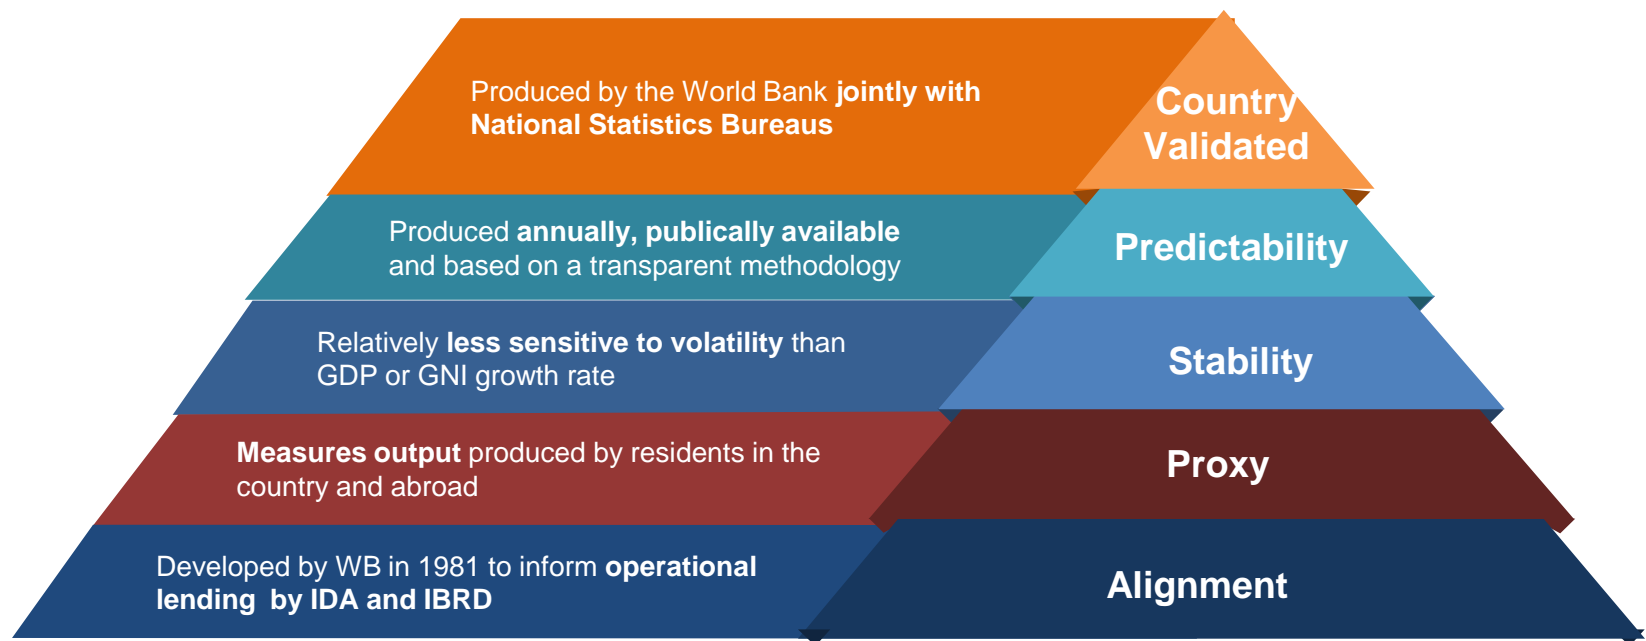 Produced by the World Bank jointly with
National Statistics Bureaus
Country
Validated
Produced annually, publically available
and based on a transparent methodology
Predictability
Relatively less sensitive to volatility than
GDP or GNI growth rate
Stability
Measures output produced by residents in the
country and abroad
Proxy
Developed by WB in 1981 to inform operational
lending  by IDA and IBRD
Alignment